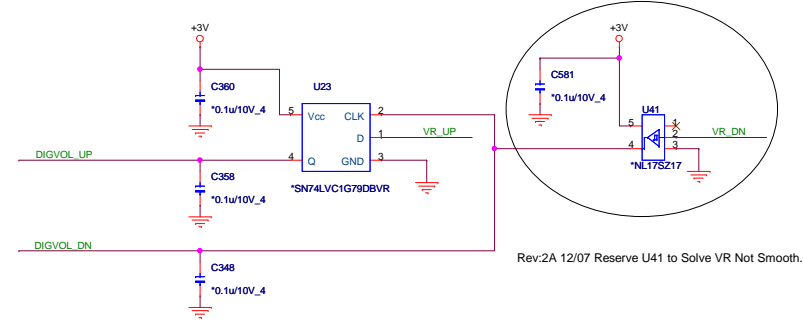 +3V
C360
*0.1u/10V_4
U23
5 Vcc CLK 2
D 1
4 Q GND 3
*SN74LVC1G79DBVR
VR_UP
DIGVOL_UP
C358
*0.1u/10V_4
DIGVOL_DN
C348
*0.1u/10V_4
+3V
C581
*0.1u/10V_4
U41
5 1
2
4 3
*NL17SZ17
VR_DN
Rev:2A 12/07 Reserve U41 to Solve VR Not Smooth.